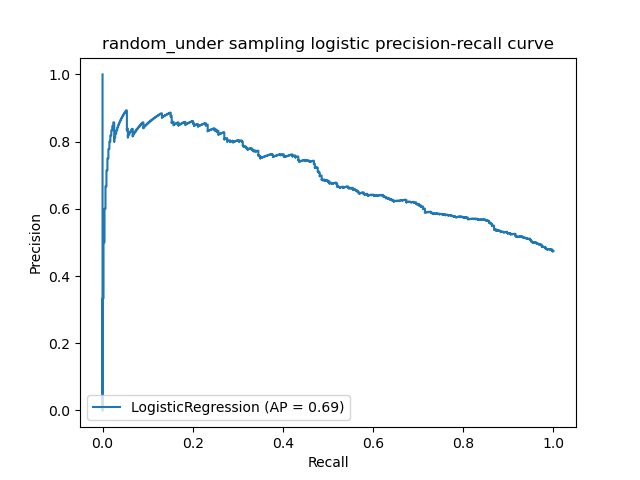 random_under sampling logistic precision-recall curve
1.0
0.8
0.6
0.4
0.2
0.0
Precision
LogisticRegression (AP = 0.69)
0.0 0.2 0.4 0.6 0.8 1.0
Recall